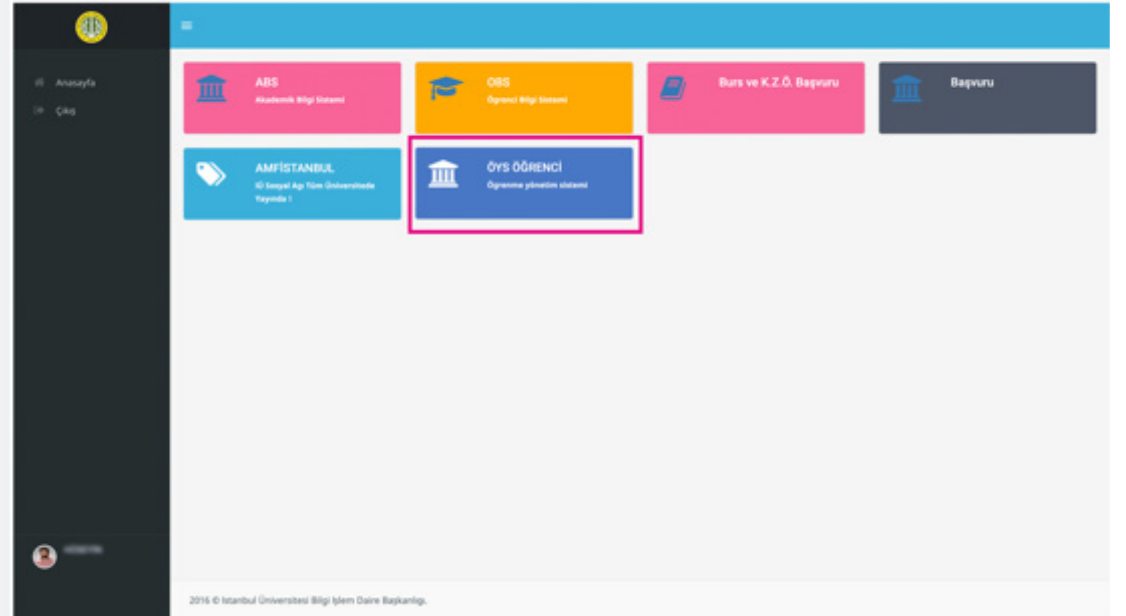 Anasayfa
Çıkış
ABS
Akademik Bilgi Sistemi
OBS
Öğrenci Bilgi Sistemi
Burs ve K.Z.Ö. Başvuru
Başvuru
AMFİSTANBUL
İÜ Sosyal Ağı Tüm Üniversitede
Yayında !
ÖYS ÖĞRENCİ
Öğrenme yönetim sistemi
2016 © Istanbul Üniversitesi Bilgi İşlem Daire Başkanlığı.